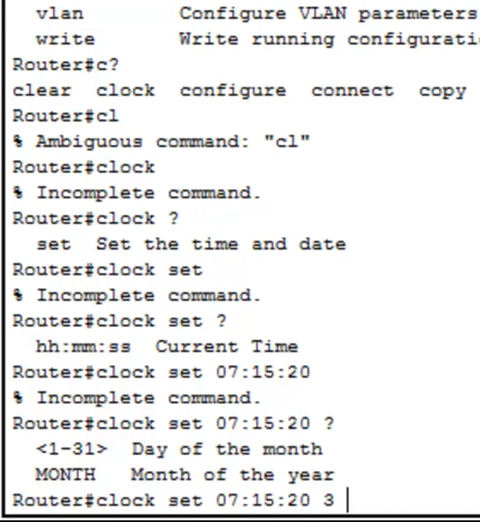 vlan Configure VLAN parameters
write Write running configurati
Router#c?
clear clock configure connect copy
Router#cl
% Ambiguous command: "cl"
Router#clock
% Incomplete command.
Router#clock ?
set Set the time and date
Router#clock set
% Incomplete command.
Router#clock set ?
hh:mm:ss Current Time
Router#clock set 07:15:20
% Incomplete command.
Router#clock set 07:15:20 ?
<1-31> Day of the month
MONTH Month of the year
Router#clock set 07:15:20 3